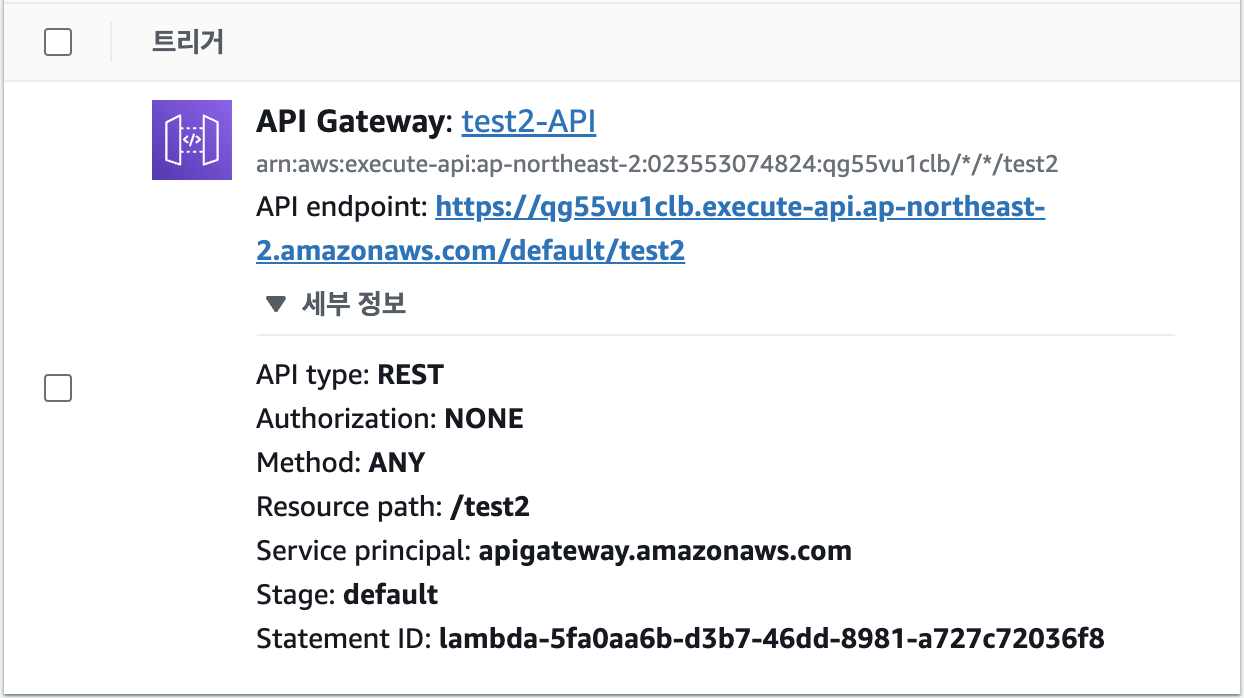 트리거
API Gateway: test2-API
arn:aws:execute-api:ap-northeast-2:023553074824:qg55vu1clb/*/*/test2
API endpoint: https://qg55vu1clb.execute-api.ap-northeast-
2.amazonaws.com/default/test2
▼ 세부 정보
API type: REST
Authorization: NONE
Method: ANY
Resource path: /test2
Service principal: apigateway.amazonaws.com
Stage: default
Statement ID: lambda-5fa0aa6b-d3b7-46dd-8981-a727c72036f8